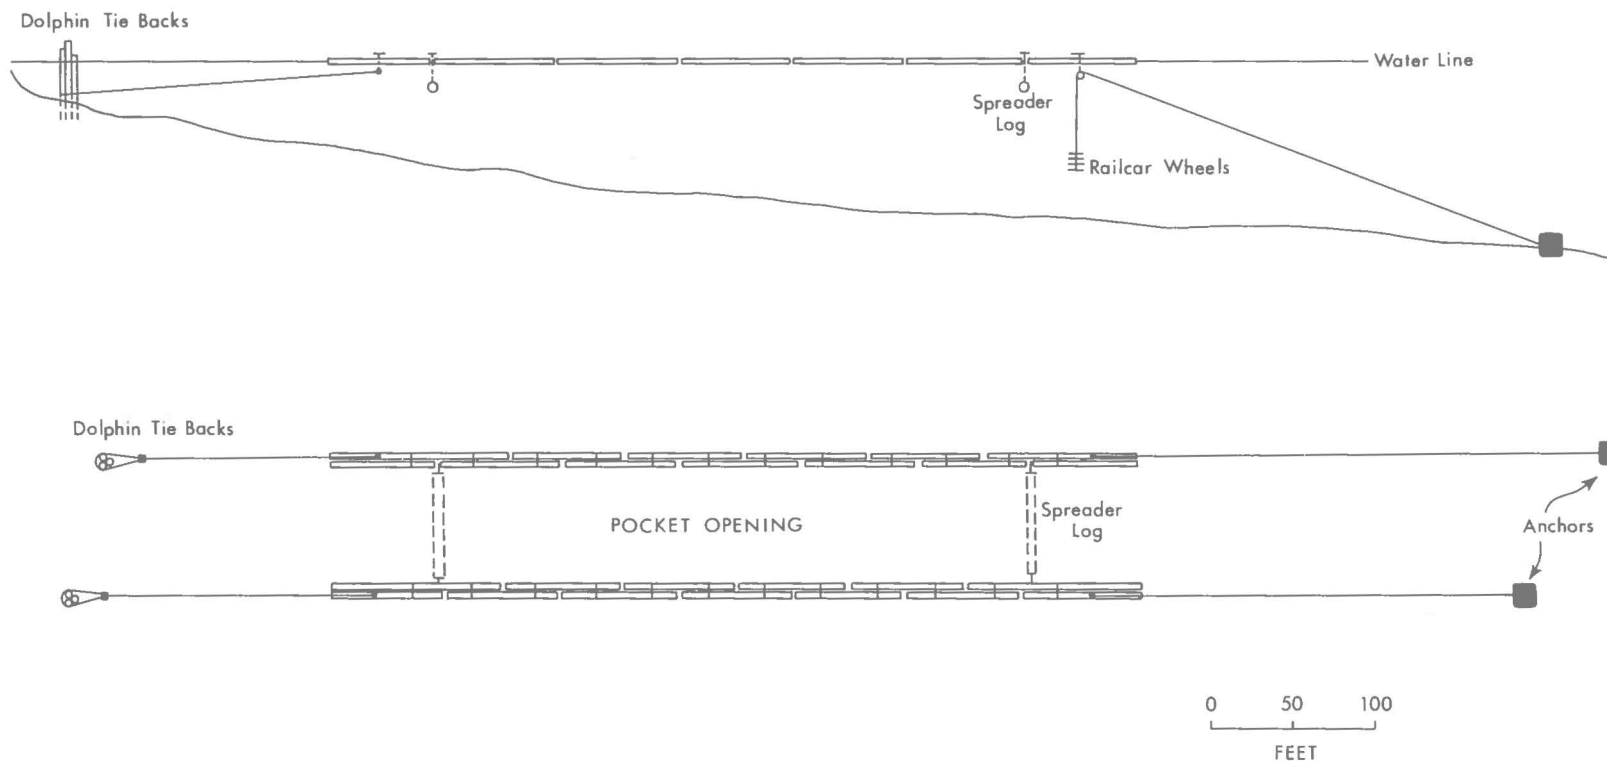 Dolphin Tie Backs
Water Line
Spreader
Log
Railcar Wheels
Dolphin Tie Backs
POCKET OPENING
Spreader
Log
Anchors
0 50 100
FEET